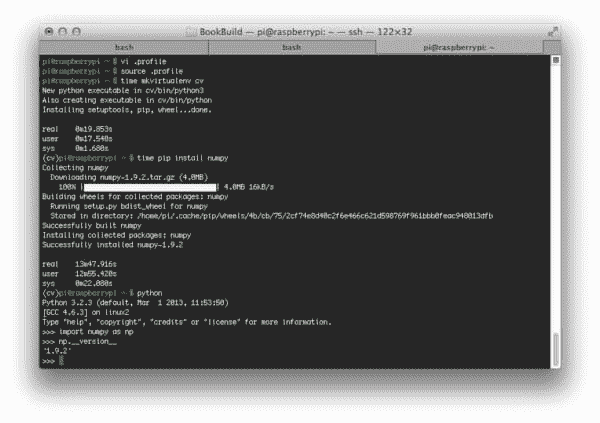 BookBuild — pi@raspberrypi: ~ — ssh — 122×32
bash bash pi@raspberrypi: ~
pi@raspberrypi ~ $ vi .profile
pi@raspberrypi ~ $ source .profile
pi@raspberrypi ~ $ time mkvirtualenv cv
New python executable in cv/bin/python3
Also creating executable in cv/bin/python
Installing setuptools, pip, wheel...done.
real 0m19.853s
user 0m17.540s
sys 0m1.680s
(cv)pi@raspberrypi ~ $ time pip install numpy
Collecting numpy
Downloading numpy-1.9.2.tar.gz (4.0MB)
100% 4.0MB 16kB/s
Building wheels for collected packages: numpy
Running setup.py bdist_wheel for numpy
Stored in directory: /home/pi/.cache/pip/wheels/4b/cb/75/2cf74e8d40c2f6e466c621d598769f961bbb0feac948013dfb
Successfully built numpy
Installing collected packages: numpy
Successfully installed numpy-1.9.2
real 13m47.916s
user 12m55.420s
sys 0m22.080s
(cv)pi@raspberrypi ~ $ python
Python 3.2.3 (default, Mar 1 2013, 11:53:50)
[GCC 4.6.3] on linux2
Type "help", "copyright", "credits" or "license" for more information.
>>> import numpy as np
>>> np.__version__
'1.9.2'
>>>